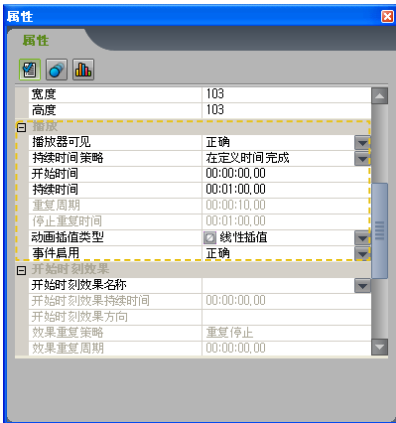 属性
属性
宽度 103
高度 103
播放
播放器可见 正确
持续时间策略 在定义时间完成
开始时间 00:00:00,00
持续时间 00:01:00,00
重复周期 00:00:10,00
停止重复时间 00:01:00,00
动画插值类型 线性插值
事件启用 正确
开始时刻效果
开始时刻效果名称
开始时刻效果持续时间 00:00:00,00
开始时刻效果方向
效果重复策略 重复停止
效果重复周期 00:00:00,00